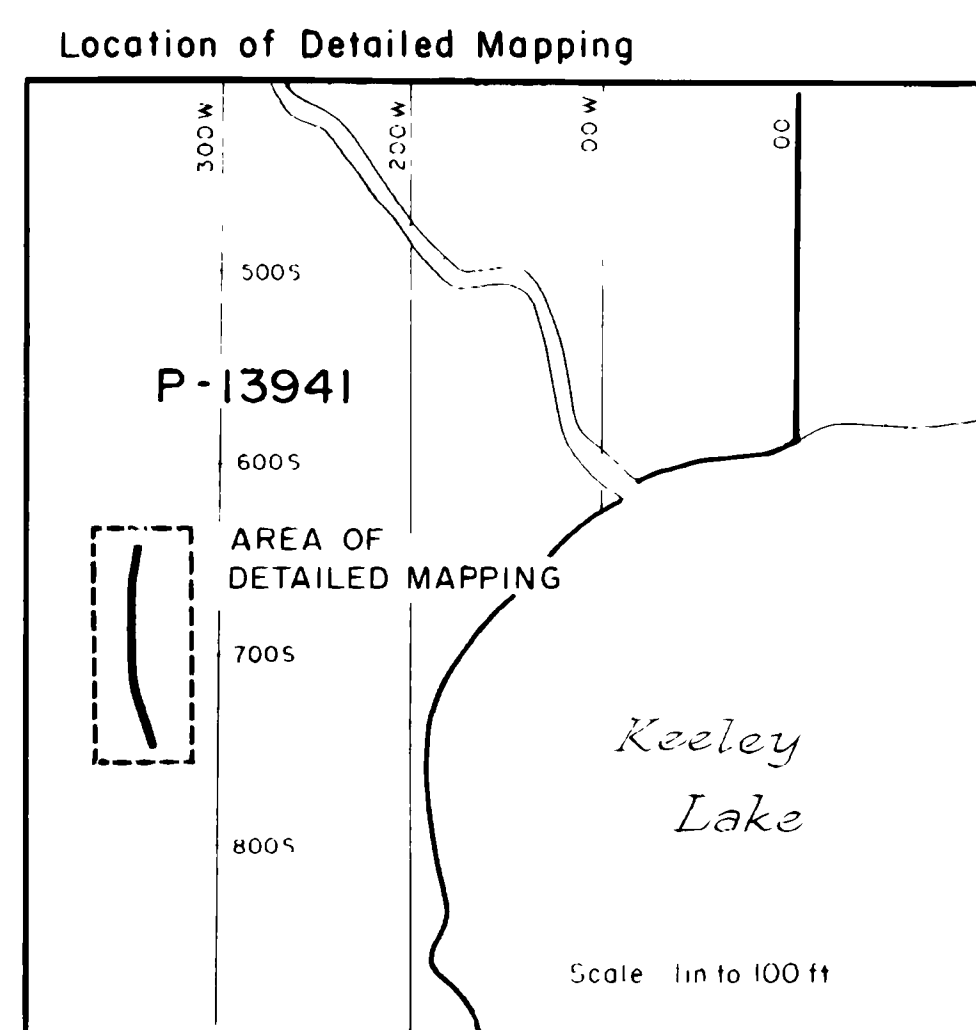 Location of Detailed Mapping
300W
200W
00W
00
500S
P-13941
600S
AREA OF
DETAILED MAPPING
700S
Keeley
Lake
800S
Scale 1in to 100 ft